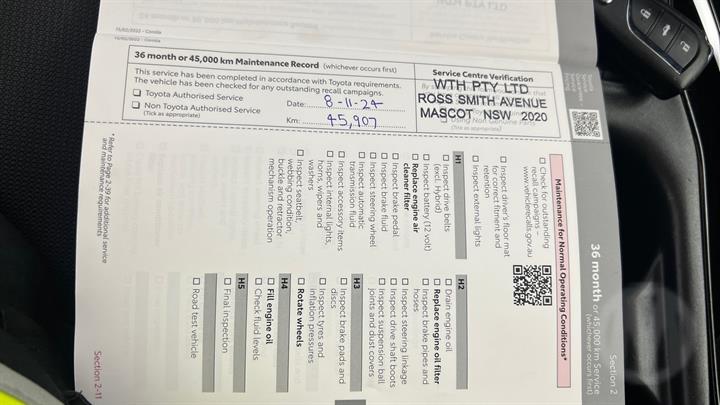 15/02/2022 - Corolla
36 month or 45,000 km Maintenance Record (whichever occurs first)
This service has been completed in accordance with Toyota requirements.
The vehicle has been checked for any outstanding recall campaigns.
☐ Toyota Authorised Service
☐ Non Toyota Authorised Service
(Tick as appropriate)
Date: 8-11-24
Km: 45,907
Service Centre Verification
WTH PTY LTD
ROSS SMITH AVENUE
MASCOT NSW 2020
(Tick as appropriate)
Section 2
36 month or 45,000 km Service
(whichever occurs first)
Maintenance for Normal Operating Conditions*
☐ Check for outstanding
recall campaigns –
www.vehiclerecalls.gov.au
☐ Inspect driver's floor mat
for correct fitment and
retention
☐ Inspect external lights
H1
☐ Inspect drive belts
(excl. Hybrid)
☐ Inspect battery (12 volt)
☐ Replace engine air
cleaner filter
☐ Inspect brake pedal
☐ Inspect brake fluid
☐ Inspect steering wheel
☐ Inspect automatic
transmission fluid
☐ Inspect accessory items
☐ Inspect internal lights,
horns, wipers and
washers
☐ Inspect seatbelt,
webbing condition,
buckle and retractor
mechanism operation
H2
☐ Drain engine oil
☐ Replace engine oil filter
☐ Inspect brake pipes and
hoses
☐ Inspect steering linkage
☐ Inspect drive shaft boots
☐ Inspect suspension ball
joints and dust covers
H3
☐ Inspect brake pads and
discs
☐ Inspect tyres and
inflation pressures
☐ Rotate wheels
H4
☐ Fill engine oil
☐ Check fluid levels
H5
☐ Final inspection
☐ Road test vehicle
*Refer to Page 2-39 for additional service
and maintenance requirements
Section 2-11